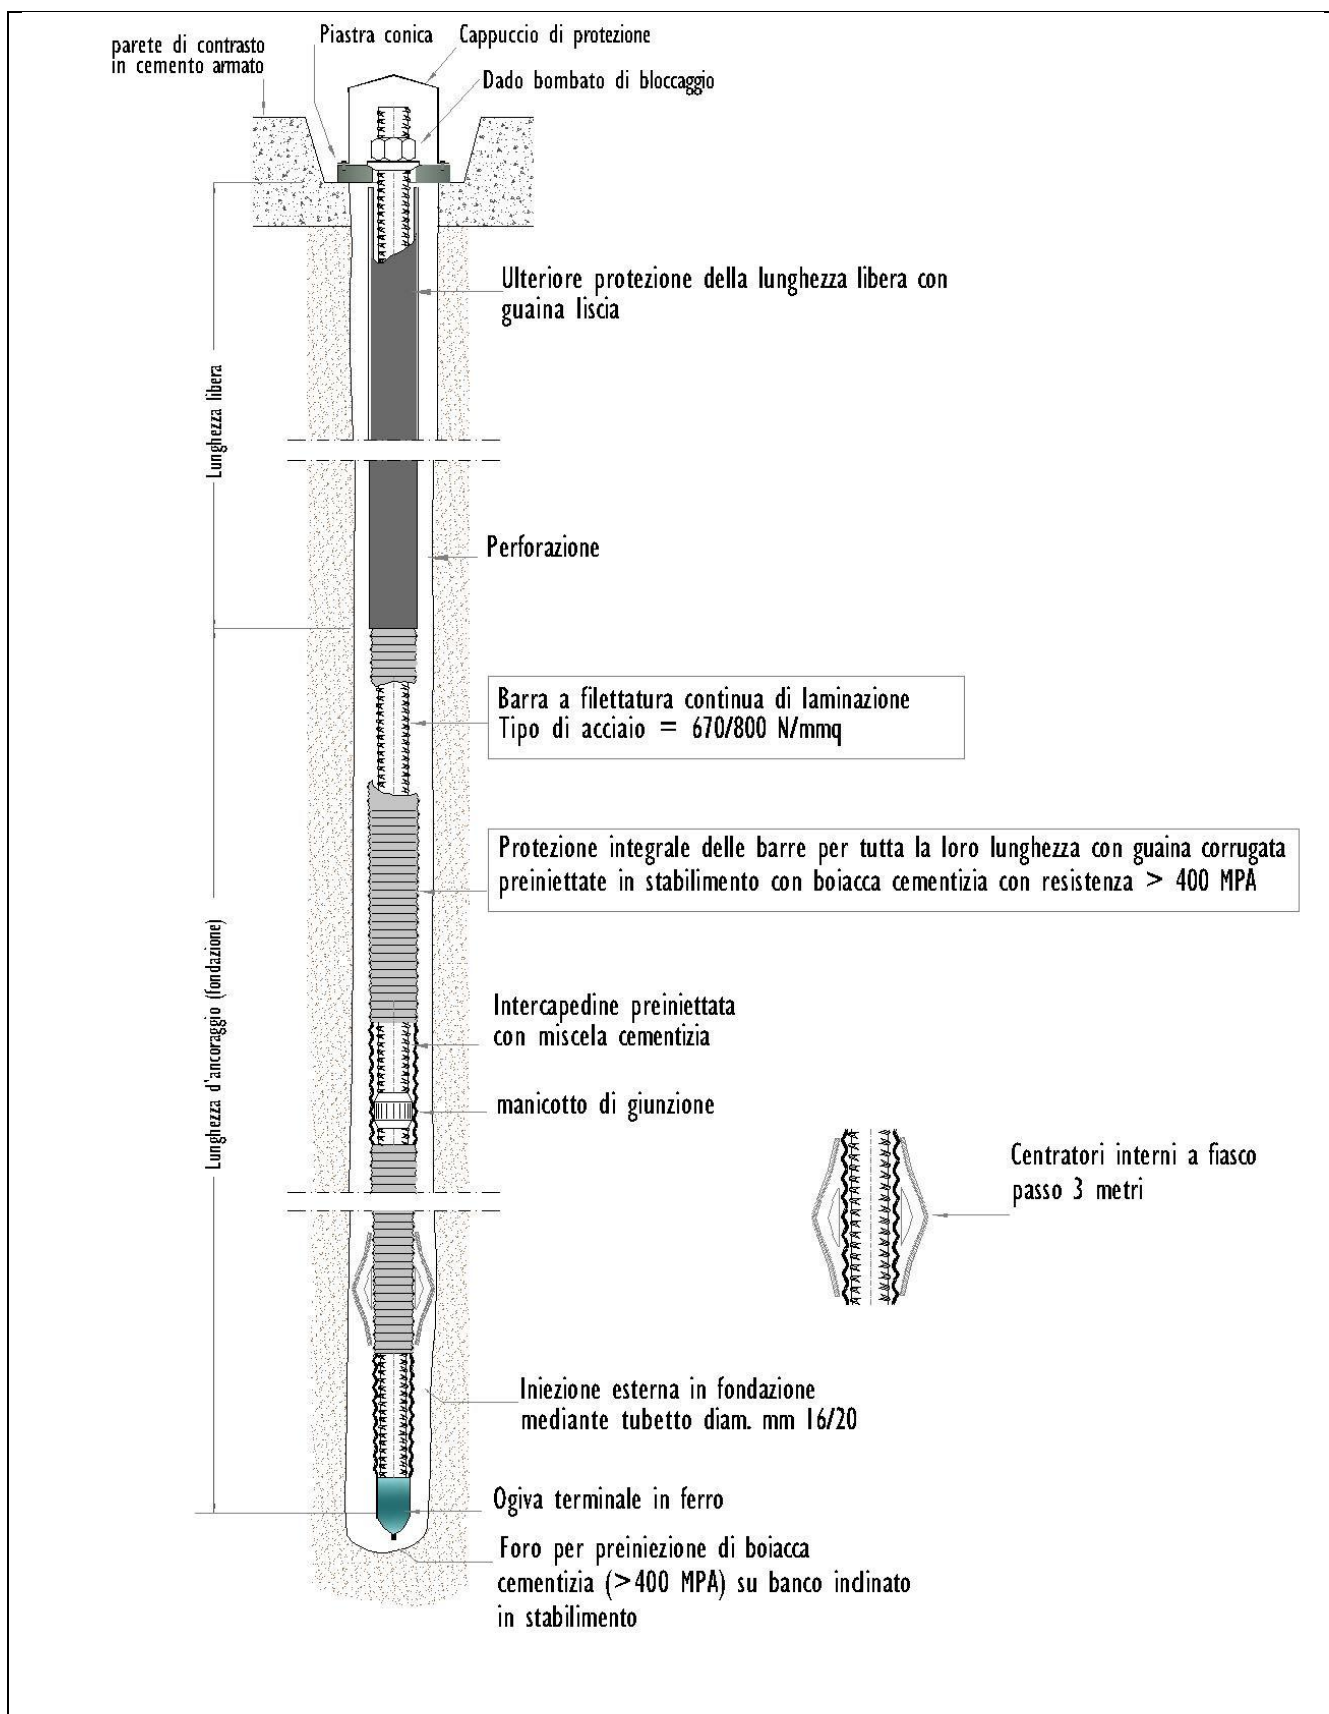 parete di contrasto
in cemento armato
Piastra conica
Cappuccio di protezione
Dado bombato di bloccaggio
Ulteriore protezione della lunghezza libera con
guaina liscia
Lunghezza libera
Perforazione
Barra a filettatura continua di laminazione
Tipo di acciaio = 670/800 N/mmq
Protezione integrale delle barre per tutta la loro lunghezza con guaina corrugata
preiniettate in stabilimento con boiacca cementizia con resistenza > 400 MPA
Lunghezza d'ancoraggio (fondazione)
Intercapedine preiniettata
con miscela cementizia
manicotto di giunzione
Centratori interni a fiasco
passo 3 metri
Iniezione esterna in fondazione
mediante tubetto diam. mm 16/20
Ogiva terminale in ferro
Foro per preiniezione di boiacca
cementizia (>400 MPA) su banco inclinato
in stabilimento